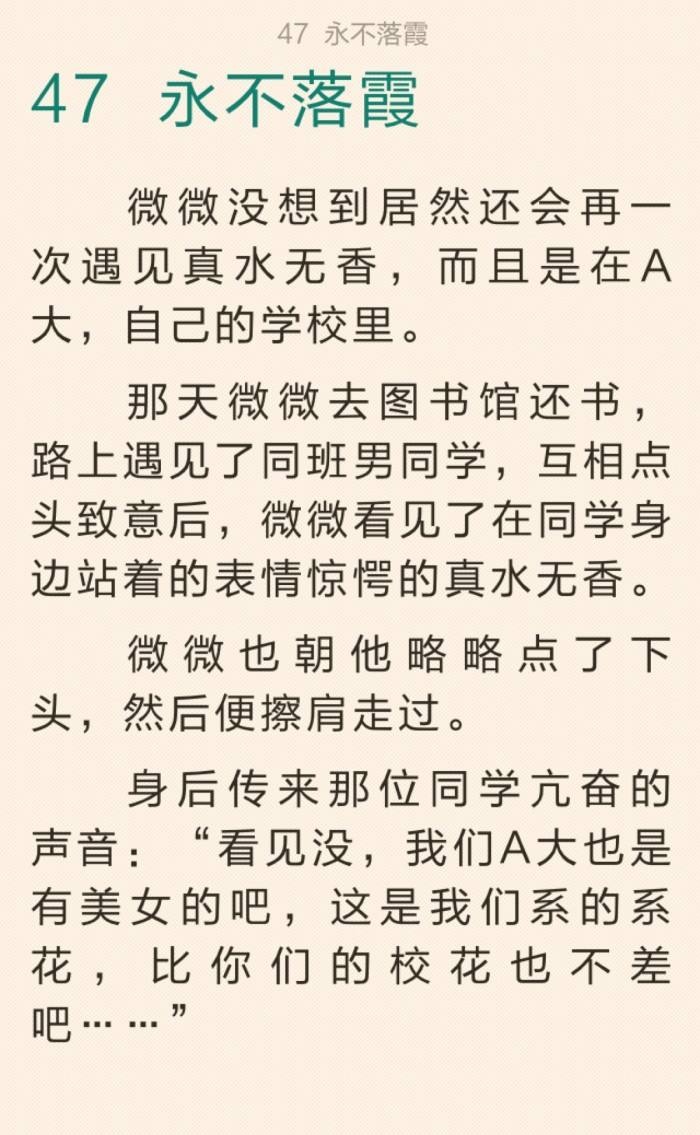 47 永不落霞
47 永不落霞
微微没想到居然还会再一
次遇见真水无香，而且是在A
大，自己的学校里。
那天微微去图书馆还书，
路上遇见了同班男同学，互相点
头致意后，微微看见了在同学身
边站着的表情惊愕的真水无香。
微微也朝他略略点了下
头，然后便擦肩走过。
身后传来那位同学亢奋的
声音：“看见没，我们A大也是
有美女的吧，这是我们系的系
花，比你们的校花也不差
吧……”